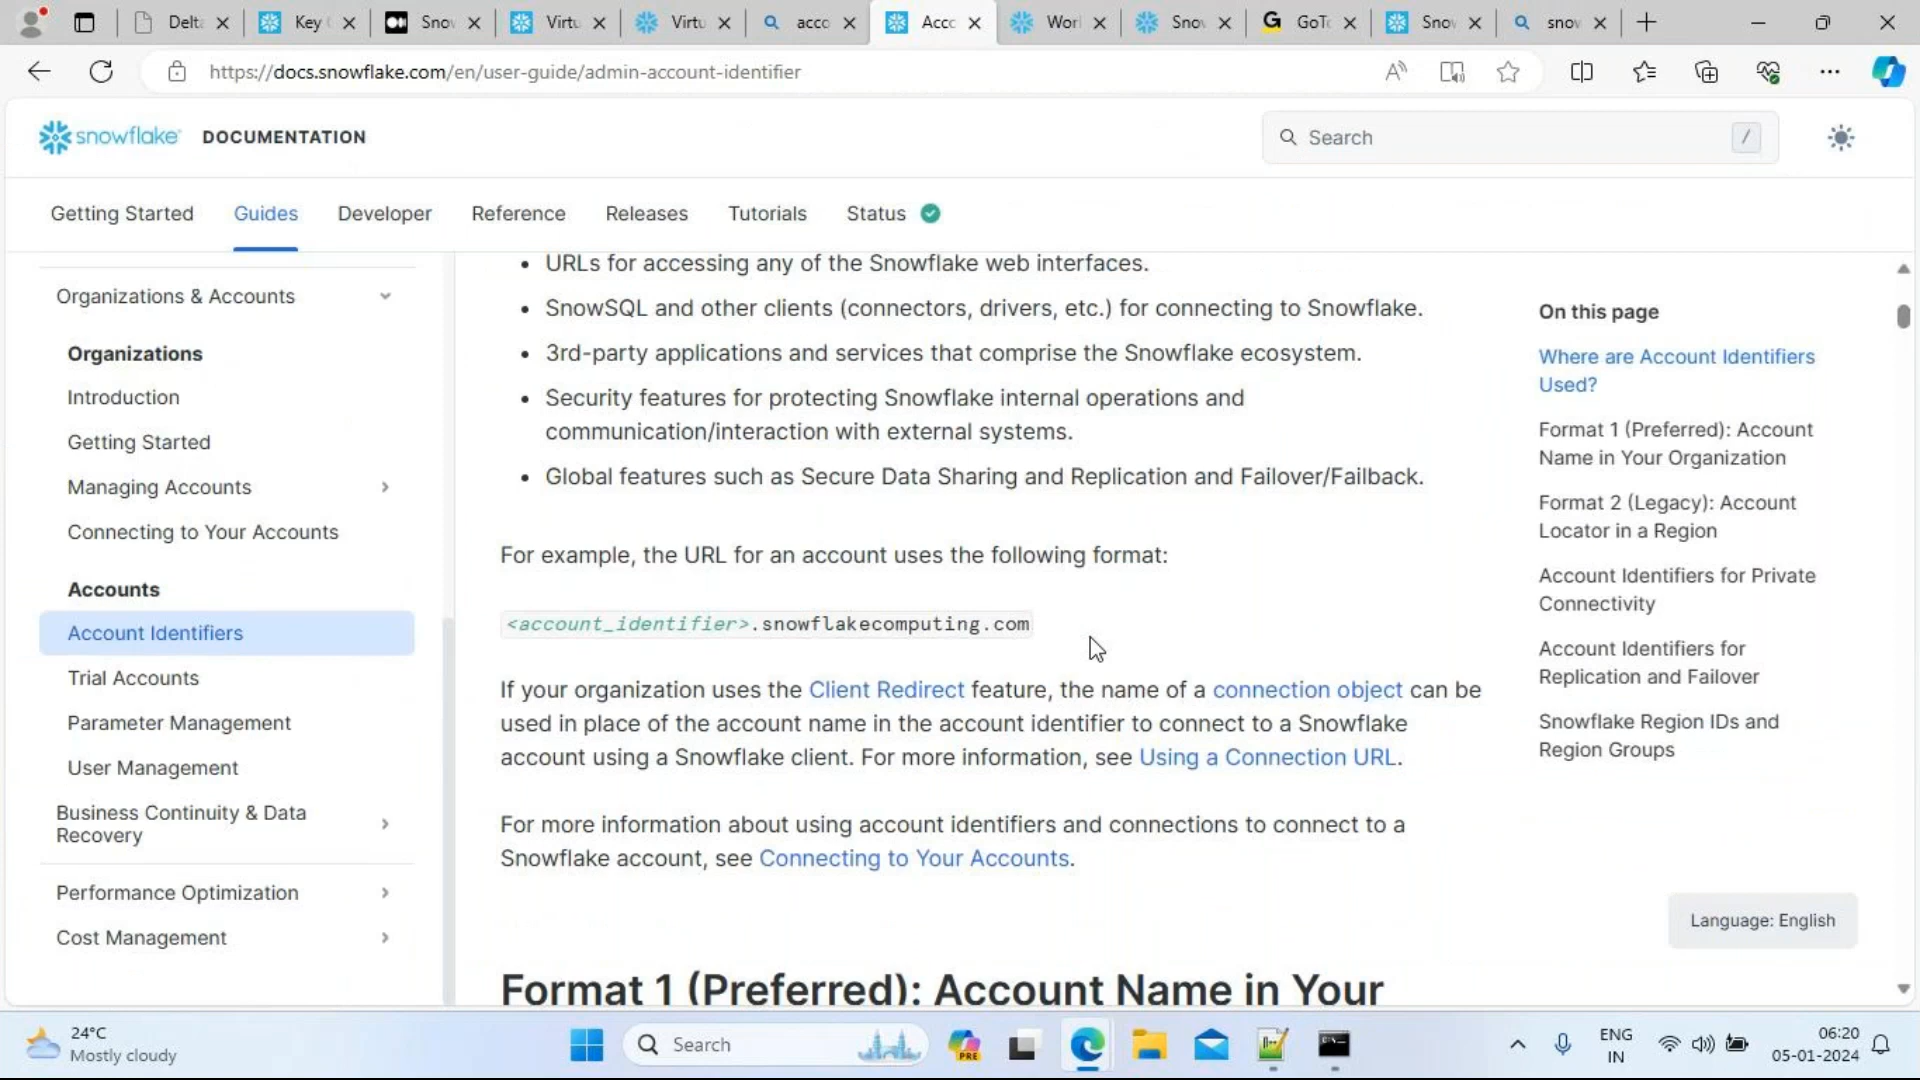 Delta
Key
Snov
Virtu
Virtu
acco
Acco
Worl
Snov
GoTo
Snov
snov
https://docs.snowflake.com/en/user-guide/admin-account-identifier
snowflake DOCUMENTATION
Search /
Getting Started Guides Developer Reference Releases Tutorials Status
Organizations & Accounts
Organizations
Introduction
Getting Started
Managing Accounts
Connecting to Your Accounts
Accounts
Account Identifiers
Trial Accounts
Parameter Management
User Management
Business Continuity & Data
Recovery
Performance Optimization
Cost Management
• URLs for accessing any of the Snowflake web interfaces.
• SnowSQL and other clients (connectors, drivers, etc.) for connecting to Snowflake.
• 3rd-party applications and services that comprise the Snowflake ecosystem.
• Security features for protecting Snowflake internal operations and
communication/interaction with external systems.
• Global features such as Secure Data Sharing and Replication and Failover/Failback.
For example, the URL for an account uses the following format:
<account_identifier>.snowflakecomputing.com
If your organization uses the Client Redirect feature, the name of a connection object can be
used in place of the account name in the account identifier to connect to a Snowflake
account using a Snowflake client. For more information, see Using a Connection URL.
For more information about using account identifiers and connections to connect to a
Snowflake account, see Connecting to Your Accounts.
Format 1 (Preferred): Account Name in Your
On this page
Where are Account Identifiers
Used?
Format 1 (Preferred): Account
Name in Your Organization
Format 2 (Legacy): Account
Locator in a Region
Account Identifiers for Private
Connectivity
Account Identifiers for
Replication and Failover
Snowflake Region IDs and
Region Groups
Language: English
24°C
Mostly cloudy
Search
PRE
ENG
IN
06:20
05-01-2024